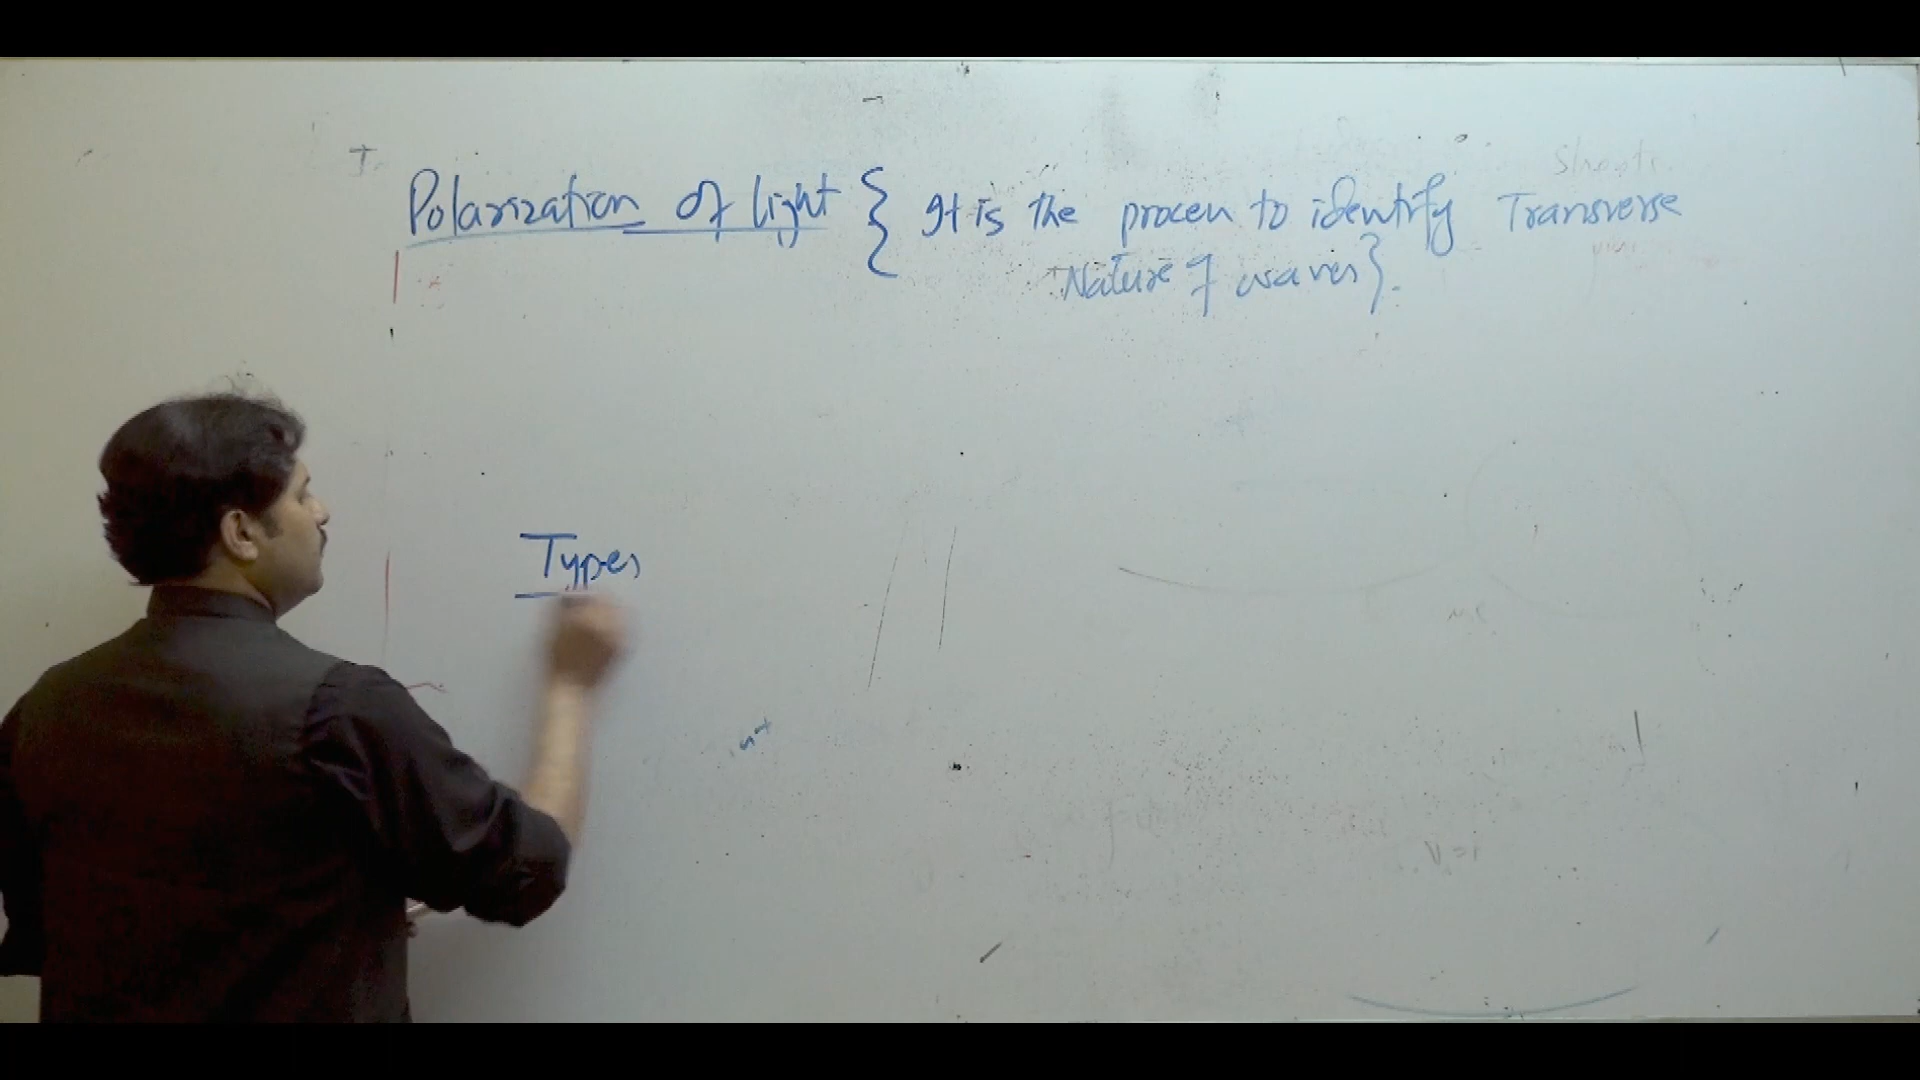 Polarization of light { It is the process to identify Transverse
Nature of waves}.
Types